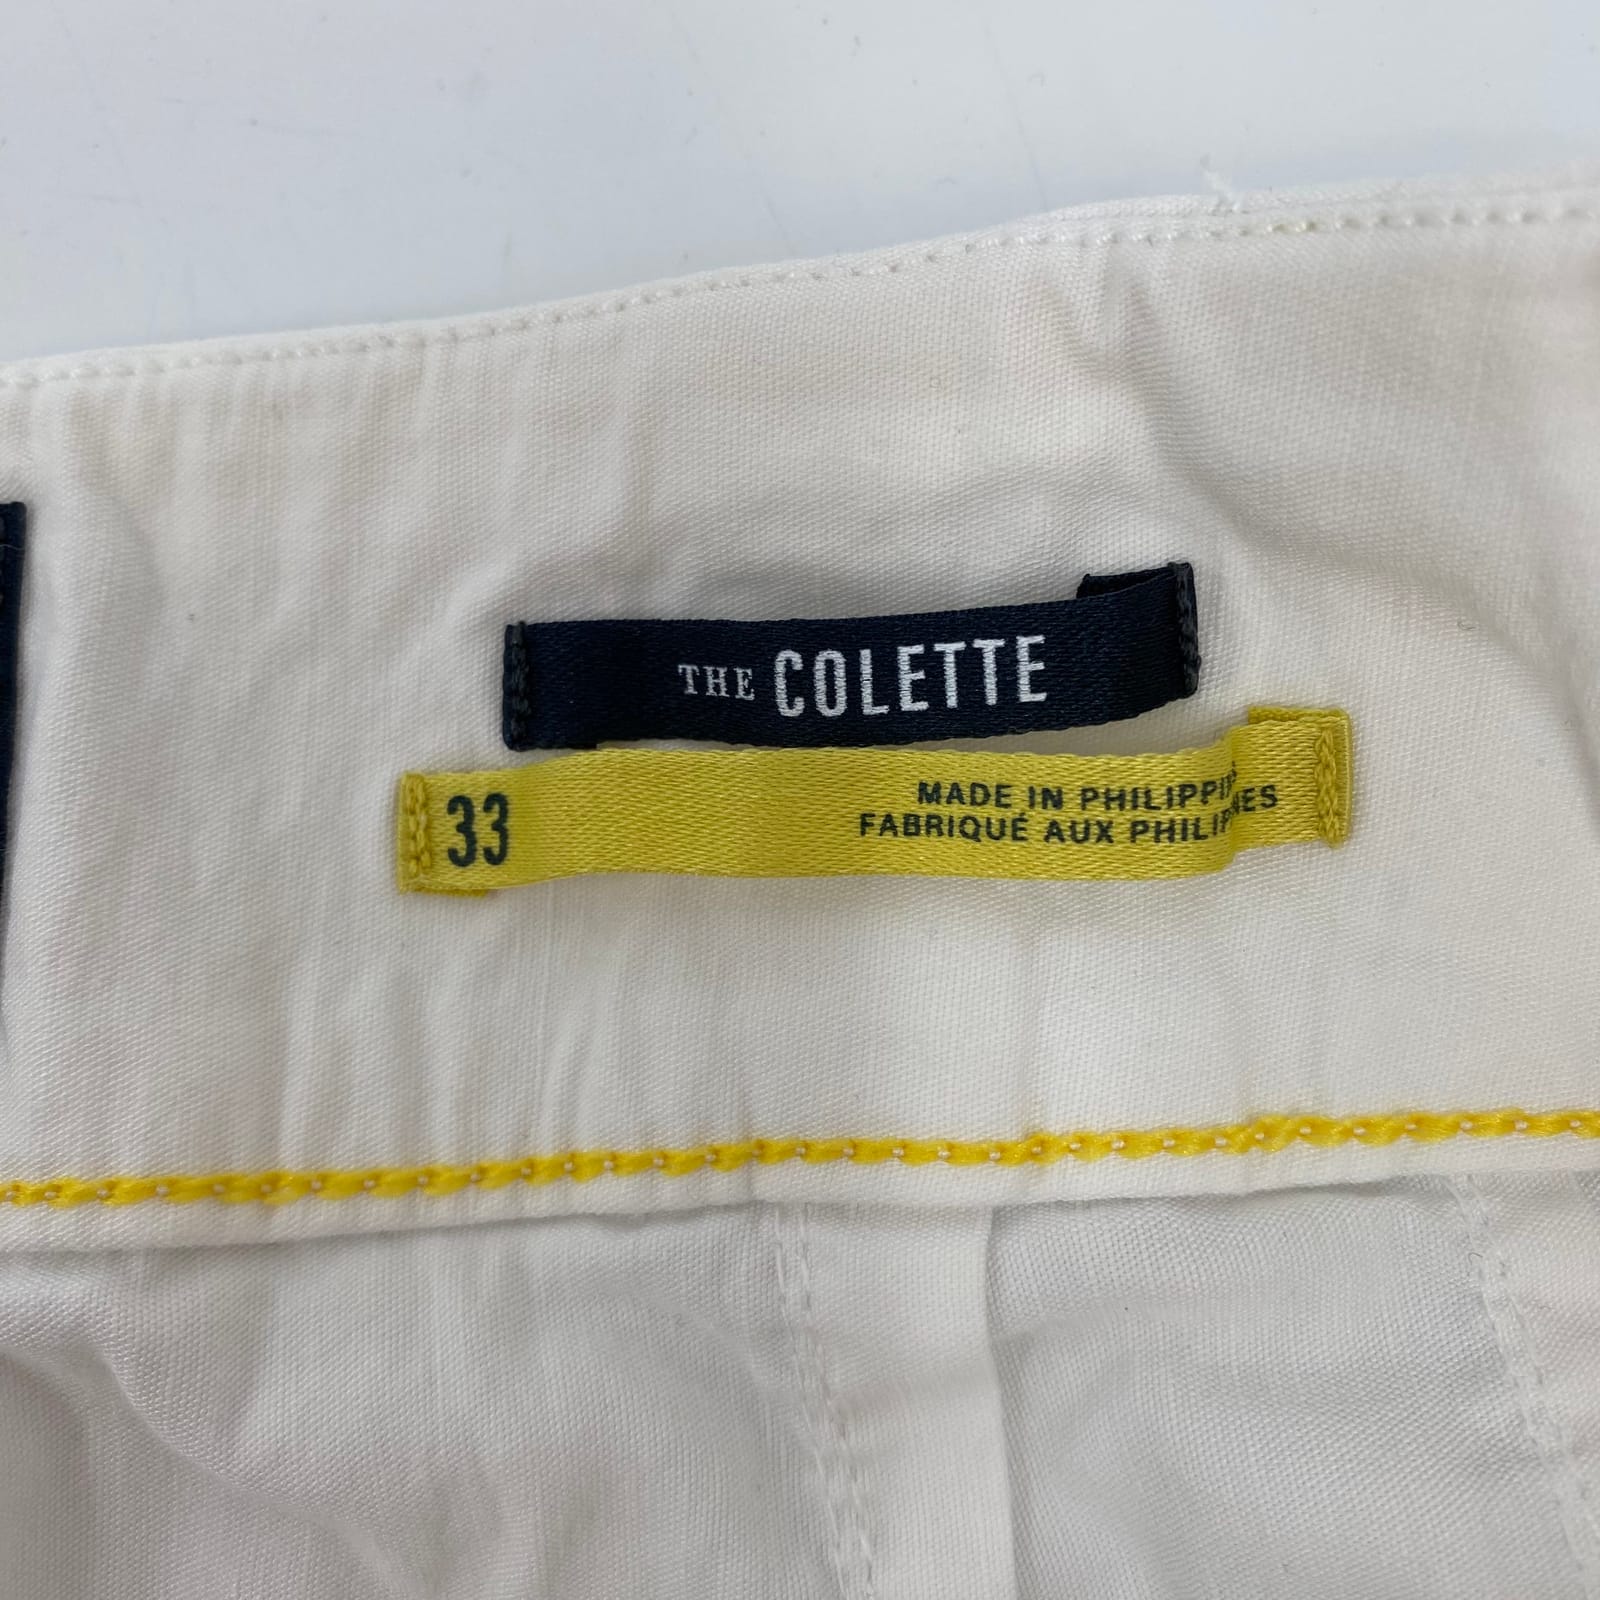 THE COLETTE
33
MADE IN PHILIPPINES
FABRIQUÉ AUX PHILIPPINES